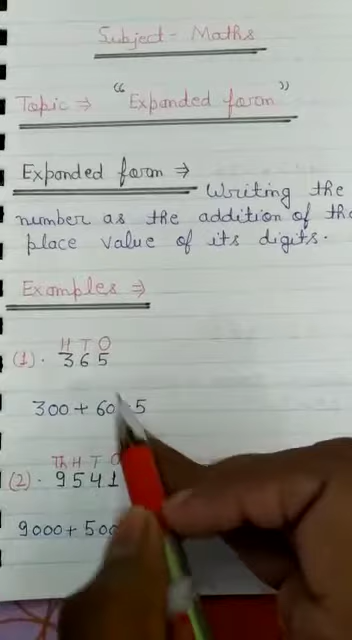 Subject - Maths
Topic ⇒ "Expanded form"
Expanded form ⇒ Writing the
number as the addition of the
place value of its digits.
Examples ⇒
H T O
(1). 365
300 + 60 5
Th H T O
(2). 9541
9000 + 500